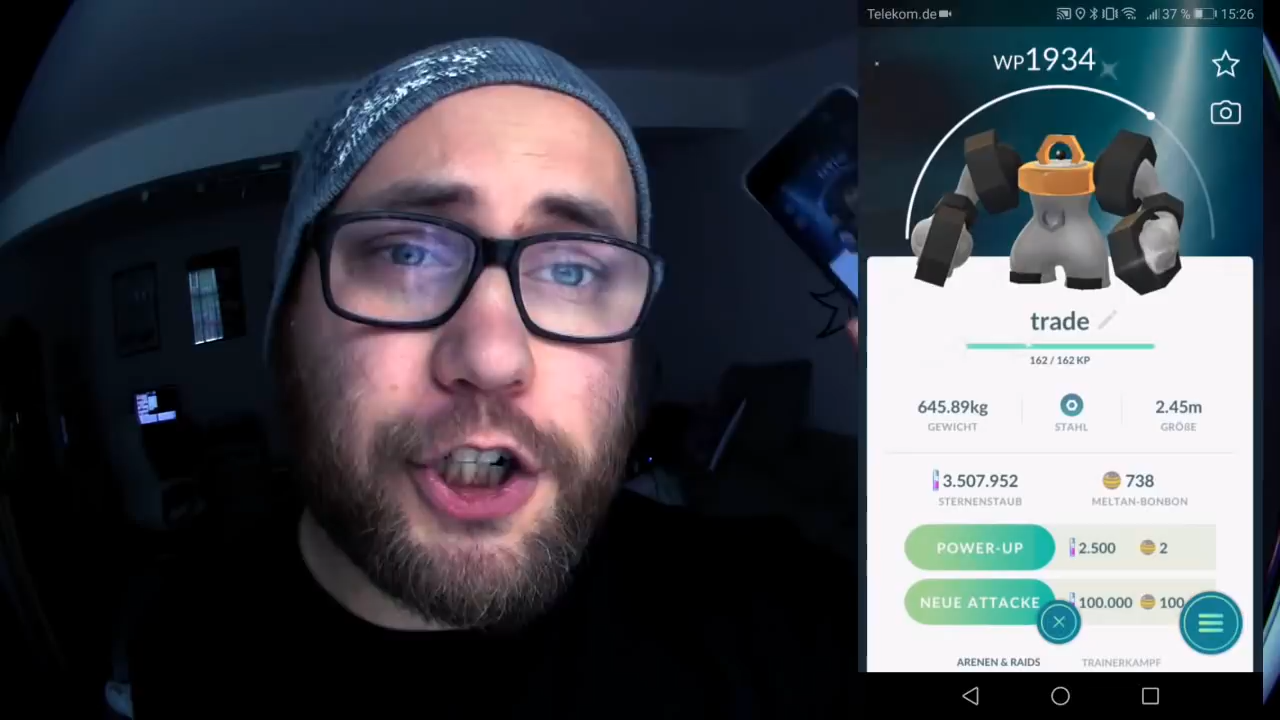 Telekom.de 37 % 15:26
WP1934
trade
162 / 162 KP
645.89kg 2.45m
GEWICHT STAHL GRÖßE
3.507.952 738
STERNENSTAUB MELTAN-BONBON
POWER-UP 2.500 2
NEUE ATTACKE 100.000 100
ARENEN & RAIDS TRAINERKAMPF